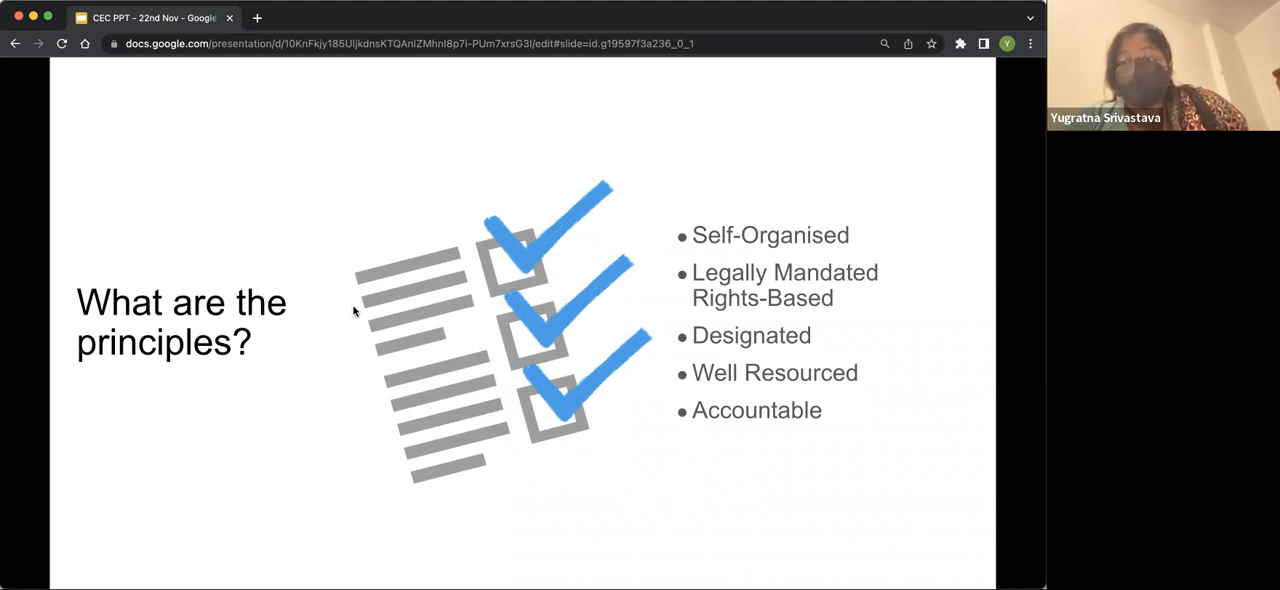 CEC PPT - 22nd Nov - Google
docs.google.com/presentation/d/10KnFkjy185UljkdnsKTQAnlZMhnI8p7i-PUm7xrsG3I/edit#slide=id.g19597f3a236_0_1
Y
Yugratna Srivastava
What are the
principles?
● Self-Organised
● Legally Mandated
Rights-Based
● Designated
● Well Resourced
● Accountable